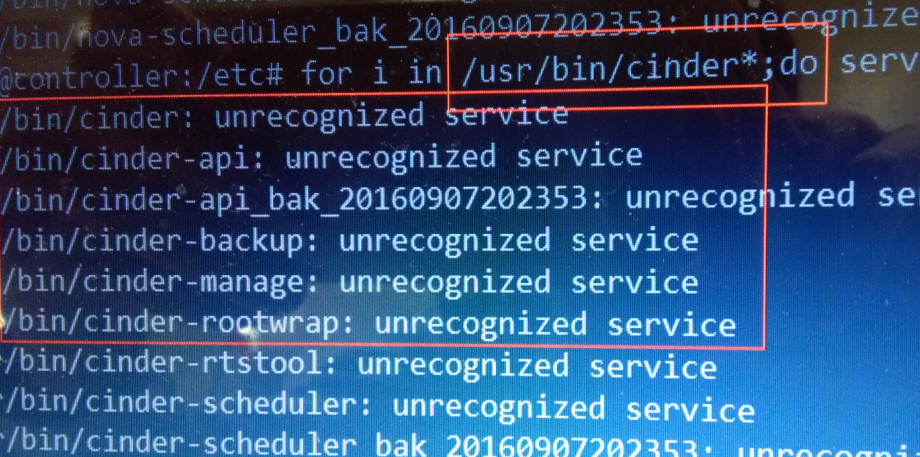 /bin/nova-scheduler_bak_20160907202353: unrecognize
@controller:/etc# for i in /usr/bin/cinder*;do serv
/bin/cinder: unrecognized service
/bin/cinder-api: unrecognized service
/bin/cinder-api_bak_20160907202353: unrecognized se
/bin/cinder-backup: unrecognized service
/bin/cinder-manage: unrecognized service
/bin/cinder-rootwrap: unrecognized service
/bin/cinder-rtstool: unrecognized service
/bin/cinder-scheduler: unrecognized service
/bin/cinder-scheduler_bak_20160907202353: unrecogni